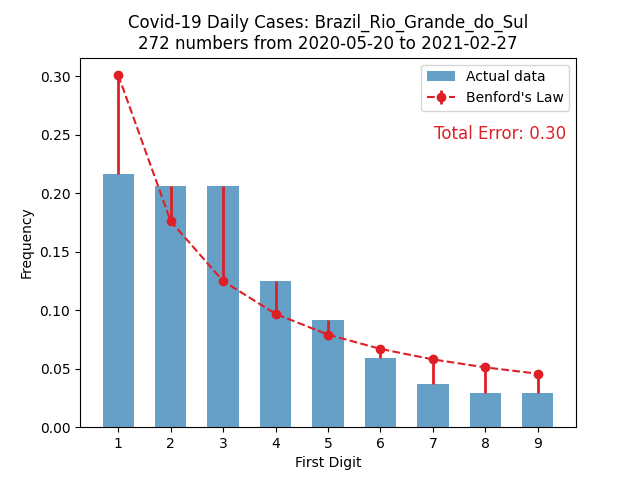 Covid-19 Daily Cases: Brazil_Rio_Grande_do_Sul
272 numbers from 2020-05-20 to 2021-02-27
Actual data
Benford's Law
Total Error: 0.30
Frequency
0.30
0.25
0.20
0.15
0.10
0.05
0.00
1 2 3 4 5 6 7 8 9
First Digit